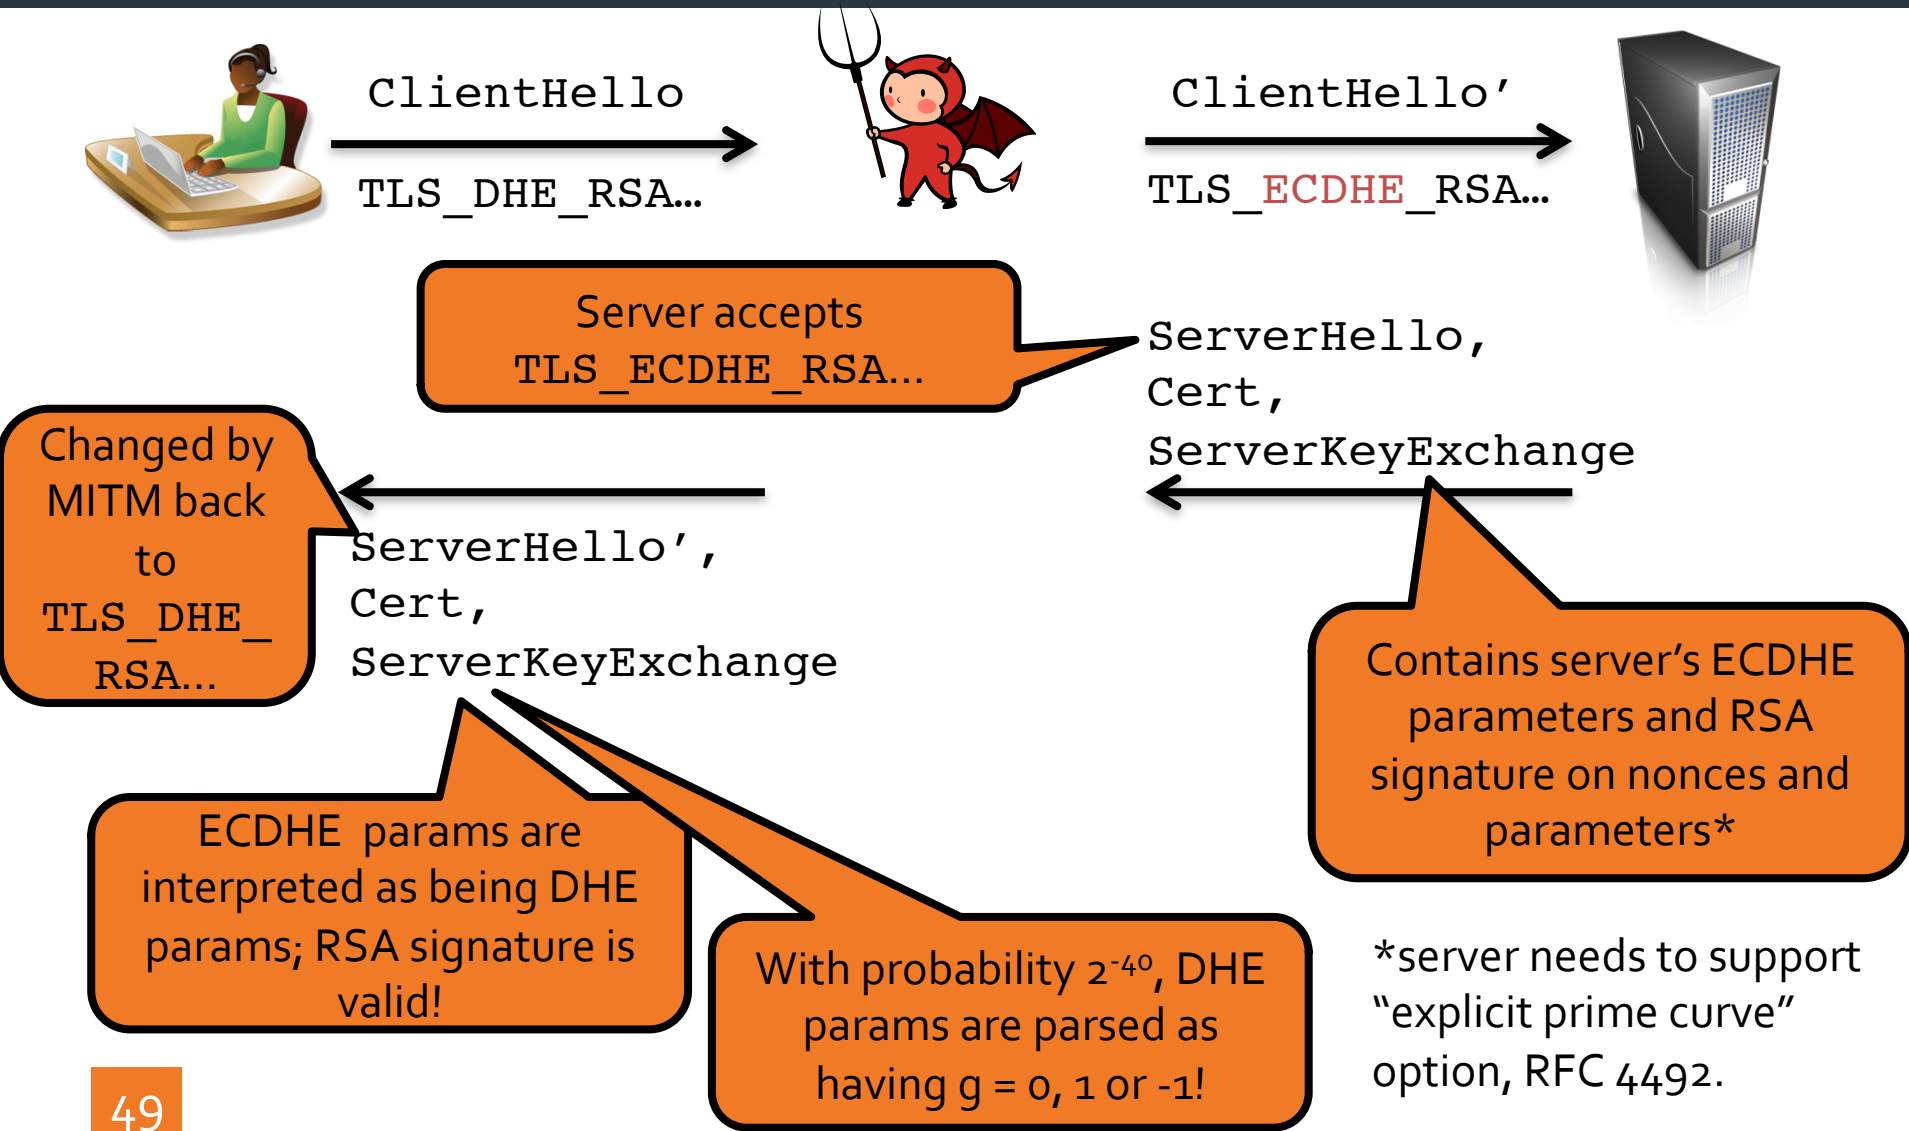 ClientHello
TLS_DHE_RSA…
ClientHello’
TLS_ECDHE_RSA…
Server accepts
TLS_ECDHE_RSA…
ServerHello,
Cert,
ServerKeyExchange
Changed by
MITM back
to
TLS_DHE_
RSA…
ServerHello’,
Cert,
ServerKeyExchange
Contains server’s ECDHE
parameters and RSA
signature on nonces and
parameters*
ECDHE params are
interpreted as being DHE
params; RSA signature is
valid!
With probability 2⁻⁴⁰, DHE
params are parsed as
having g = 0, 1 or -1!
*server needs to support
“explicit prime curve”
option, RFC 4492.
49